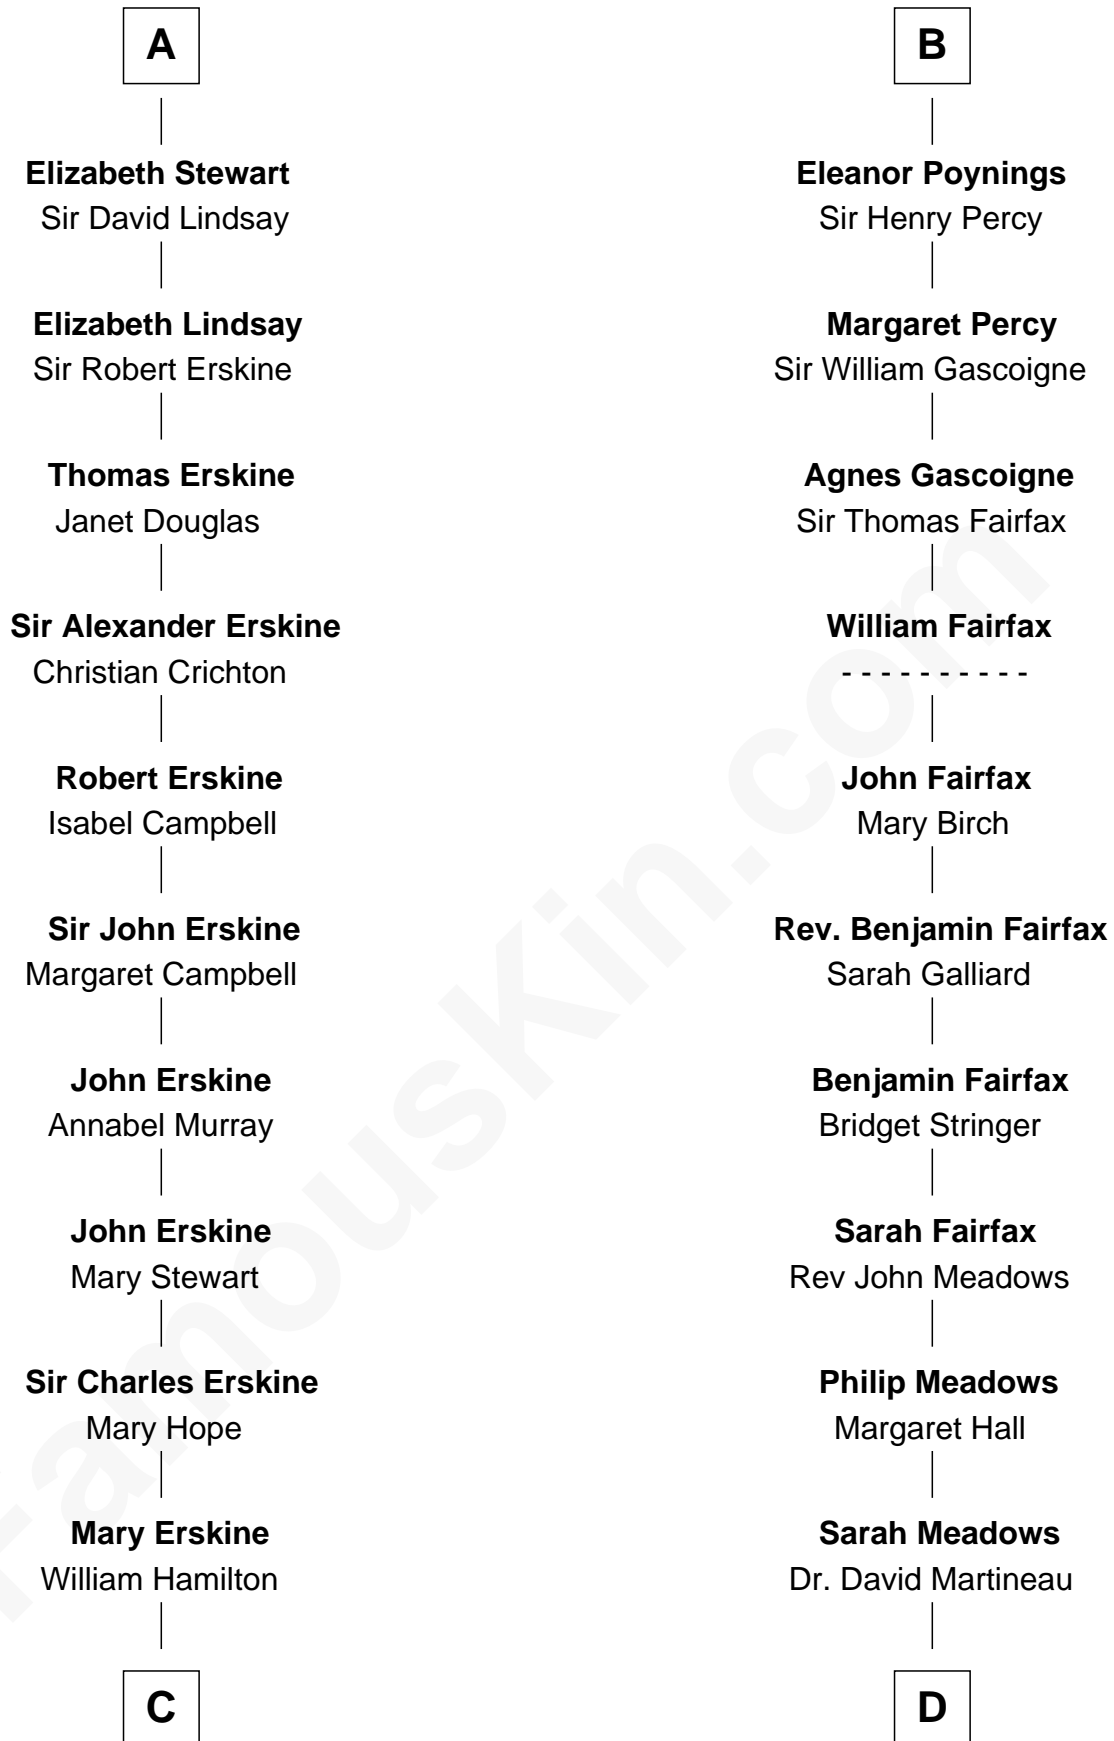 A
Elizabeth Stewart
Sir David Lindsay
Elizabeth Lindsay
Sir Robert Erskine
Thomas Erskine
Janet Douglas
Sir Alexander Erskine
Christian Crichton
Robert Erskine
Isabel Campbell
Sir John Erskine
Margaret Campbell
John Erskine
Annabel Murray
John Erskine
Mary Stewart
Sir Charles Erskine
Mary Hope
Mary Erskine
William Hamilton
C
B
Eleanor Poynings
Sir Henry Percy
Margaret Percy
Sir William Gascoigne
Agnes Gascoigne
Sir Thomas Fairfax
William Fairfax
- - - - - - - - - -
John Fairfax
Mary Birch
Rev. Benjamin Fairfax
Sarah Galliard
Benjamin Fairfax
Bridget Stringer
Sarah Fairfax
Rev John Meadows
Philip Meadows
Margaret Hall
Sarah Meadows
Dr. David Martineau
D
FamousKin.com